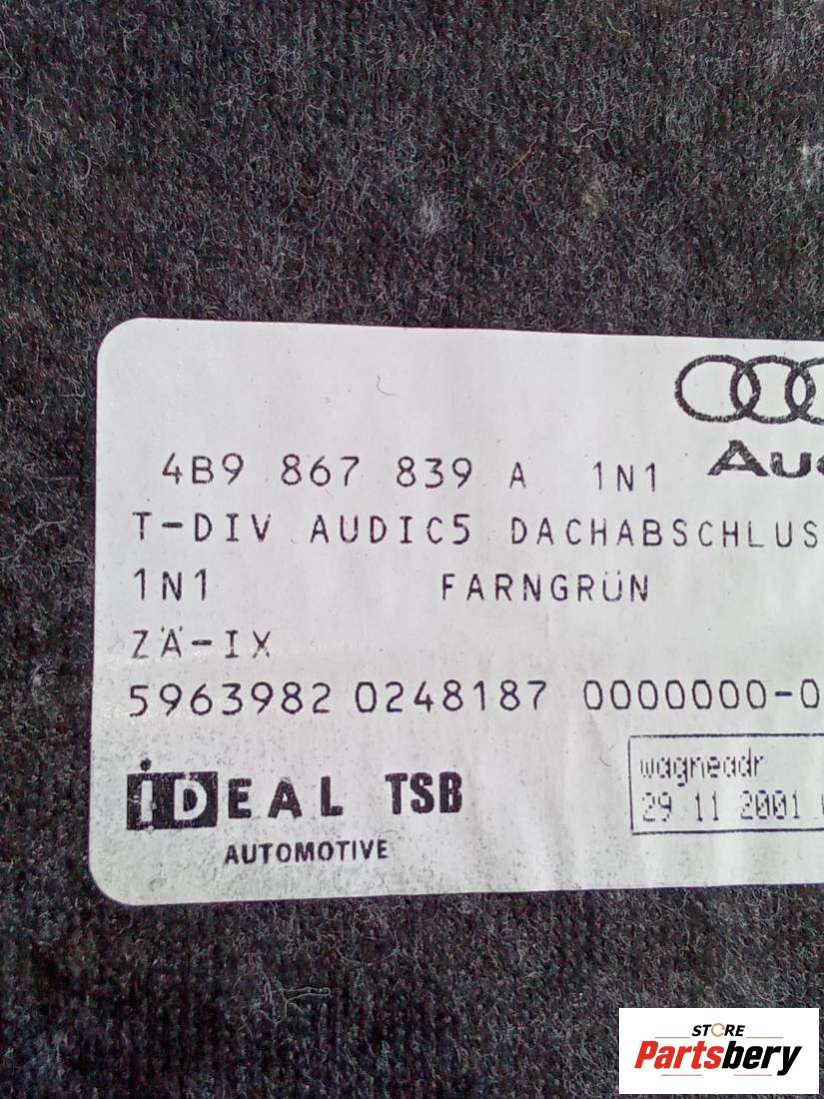 4B9 867 839 A 1N1
T-DIV AUDIC5 DACHABSCHLUS
1N1 FARNGRÜN
ZÄ-IX
5963982 0248187 0000000-0
iDEAL TSB
AUTOMOTIVE
wagneadr
29 11 2001
STORE
Partsbery